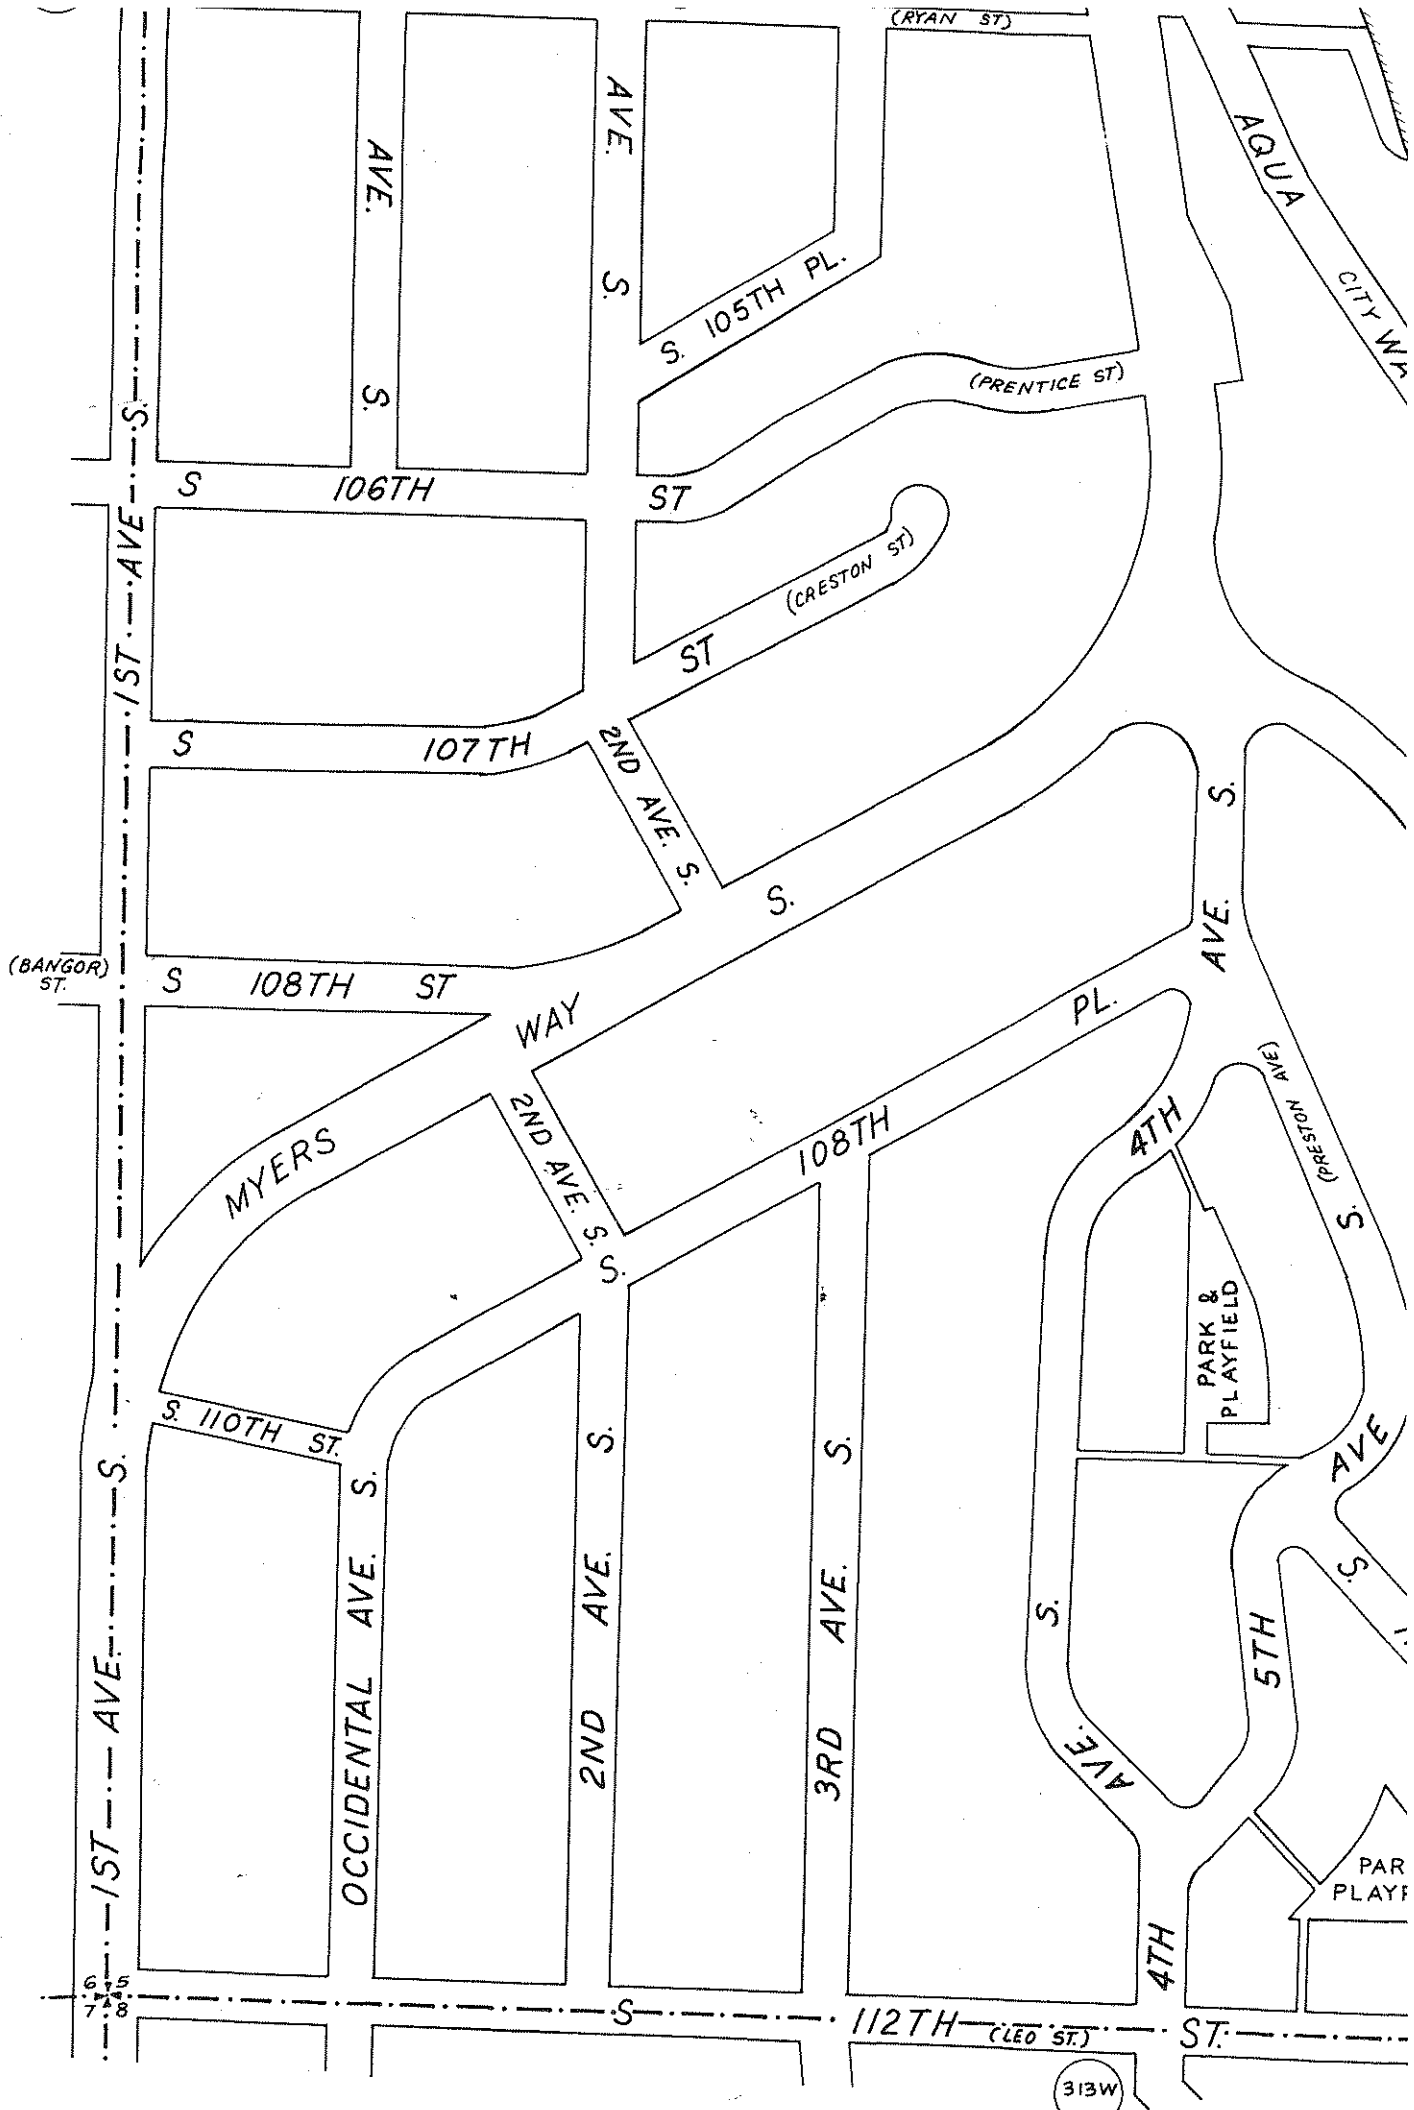 (RYAN ST)
AVE. S.
AVE. S.
AQUA
CITY WA
S. 105TH PL.
(PRENTICE ST)
1ST AVE S.
S 106TH ST
(CRESTON ST)
S 107TH ST
2ND AVE. S.
S.
AVE. S.
(BANGOR)
ST.
S 108TH ST
MYERS WAY S.
2ND AVE. S.
S. 108TH PL.
(PRESTON AVE)
4TH
S.
PARK &
PLAYFIELD
S. 110TH ST.
AVE
S.
1ST AVE. S.
OCCIDENTAL AVE. S.
2ND AVE. S.
3RD AVE. S.
AVE. S.
5TH
PAR
PLAYF
4TH
6 5
7 8
S 112TH (LEO ST.) ST.
313W